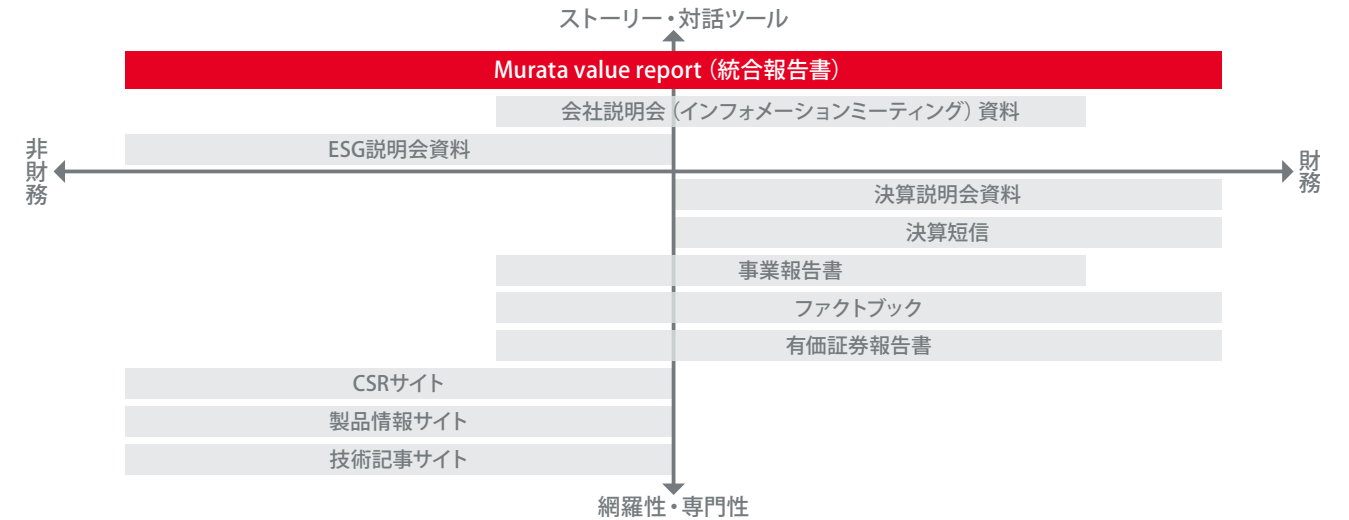 ストーリー・対話ツール
Murata value report（統合報告書）
会社説明会（インフォメーションミーティング）資料
ESG説明会資料
非財務
財務
決算説明会資料
決算短信
事業報告書
ファクトブック
有価証券報告書
CSRサイト
製品情報サイト
技術記事サイト
網羅性・専門性